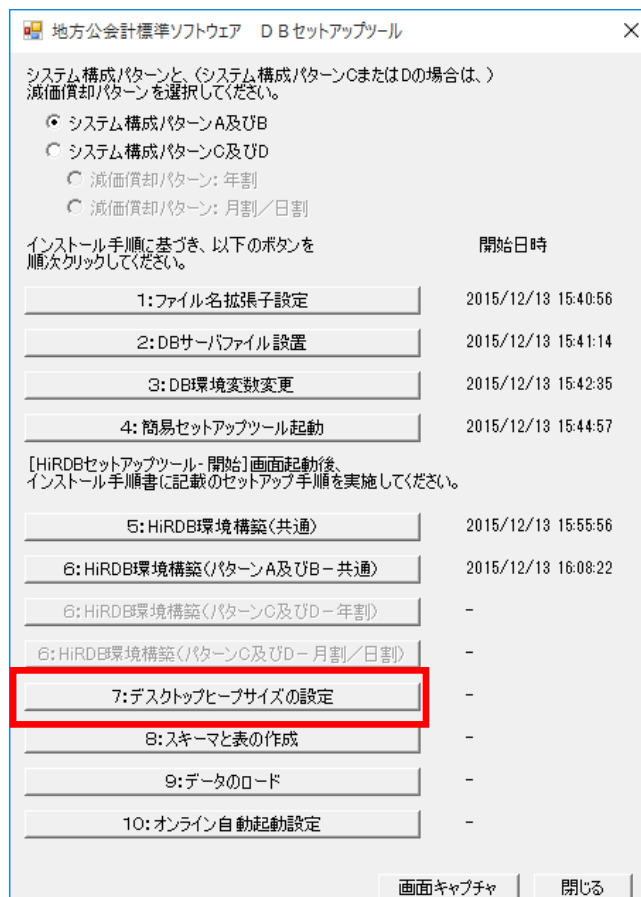 地方公会計標準ソフトウェア　ＤＢセットアップツール
システム構成パターンと、（システム構成パターンCまたはDの場合は、）
減価償却パターンを選択してください。
システム構成パターンA及びB
システム構成パターンC及びD
減価償却パターン: 年割
減価償却パターン: 月割／日割
インストール手順に基づき、以下のボタンを
順次クリックしてください。
開始日時
1:ファイル名拡張子設定 2015/12/13 15:40:56
2:DBサーバファイル設置 2015/12/13 15:41:14
3:DB環境変数変更 2015/12/13 15:42:35
4:簡易セットアップツール起動 2015/12/13 15:44:57
[HiRDBセットアップツール- 開始]画面起動後、
インストール手順書に記載のセットアップ手順を実施してください。
5:HiRDB環境構築(共通) 2015/12/13 15:55:56
6:HiRDB環境構築(パターンA及びB－共通) 2015/12/13 16:08:22
6:HiRDB環境構築(パターンC及びD－年割) -
6:HiRDB環境構築(パターンC及びD－月割／日割) -
7:デスクトップヒープサイズの設定 -
8:スキーマと表の作成 -
9:データのロード -
10:オンライン自動起動設定 -
画面キャプチャ 閉じる